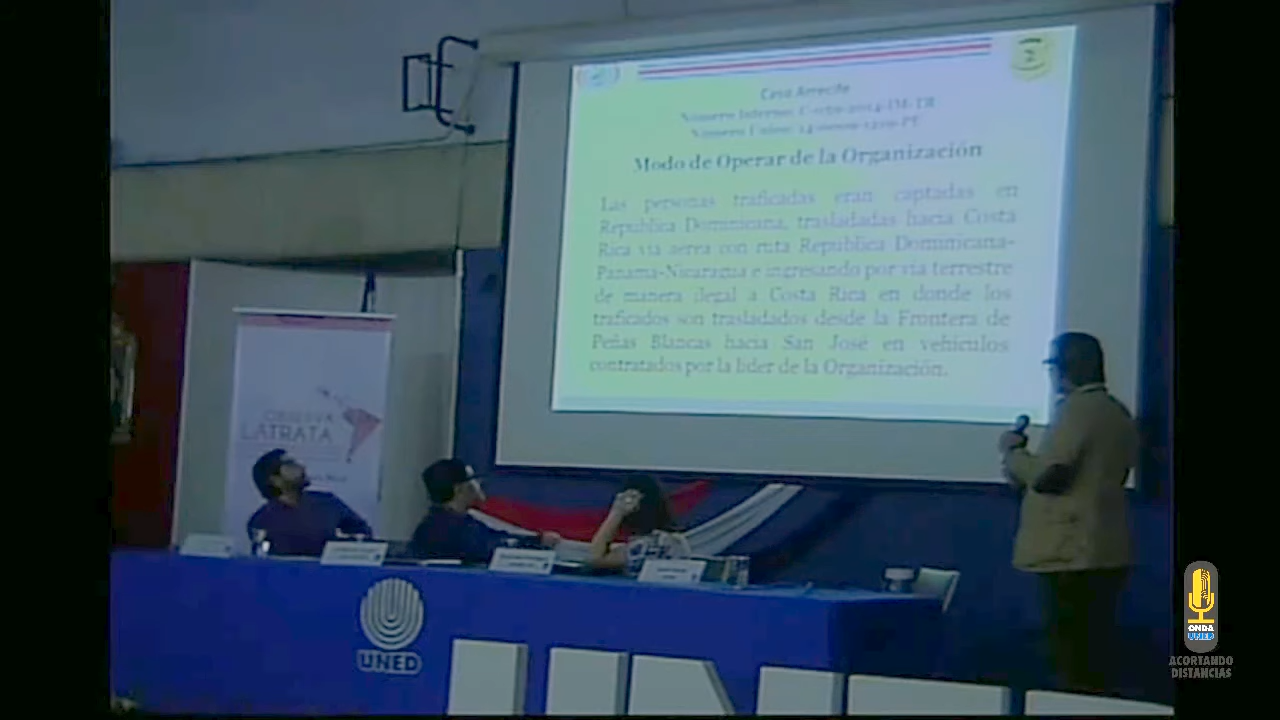 Caso Arrecife
Modo de Operar de la Organización
Las personas traficadas eran captadas en
Republica Dominicana, trasladadas hacia Costa
Rica via aerea con ruta Republica Dominicana-
Panama-Nicaragua e ingresando por via terrestre
de manera ilegal a Costa Rica en donde los
traficados son trasladados desde la Frontera de
Peñas Blancas hacia San Jose en vehiculos
contratados por la lider de la Organización.
OBSERVA
LATRATA
UNED
ONDA
UNED
ACORTANDO
DISTANCIAS